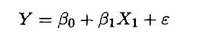 Y = β₀ + β₁X₁ + ε